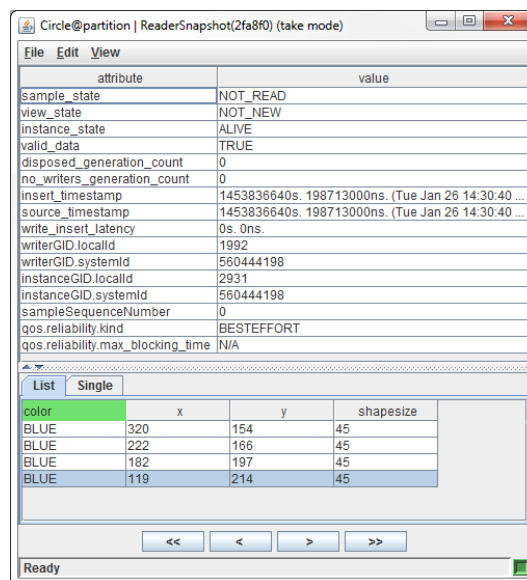 Circle@partition | ReaderSnapshot(2fa8f0) (take mode)
File Edit View
attribute value
sample_state NOT_READ
view_state NOT_NEW
instance_state ALIVE
valid_data TRUE
disposed_generation_count 0
no_writers_generation_count 0
insert_timestamp 1453836640s. 198713000ns. (Tue Jan 26 14:30:40 ...
source_timestamp 1453836640s. 198713000ns. (Tue Jan 26 14:30:40 ...
write_insert_latency 0s. 0ns.
writerGID.localId 1992
writerGID.systemId 560444198
instanceGID.localId 2931
instanceGID.systemId 560444198
sampleSequenceNumber 0
qos.reliability.kind BESTEFFORT
qos.reliability.max_blocking_time N/A
List Single
color x y shapesize
BLUE 320 154 45
BLUE 222 166 45
BLUE 182 197 45
BLUE 119 214 45
<< < > >>
Ready